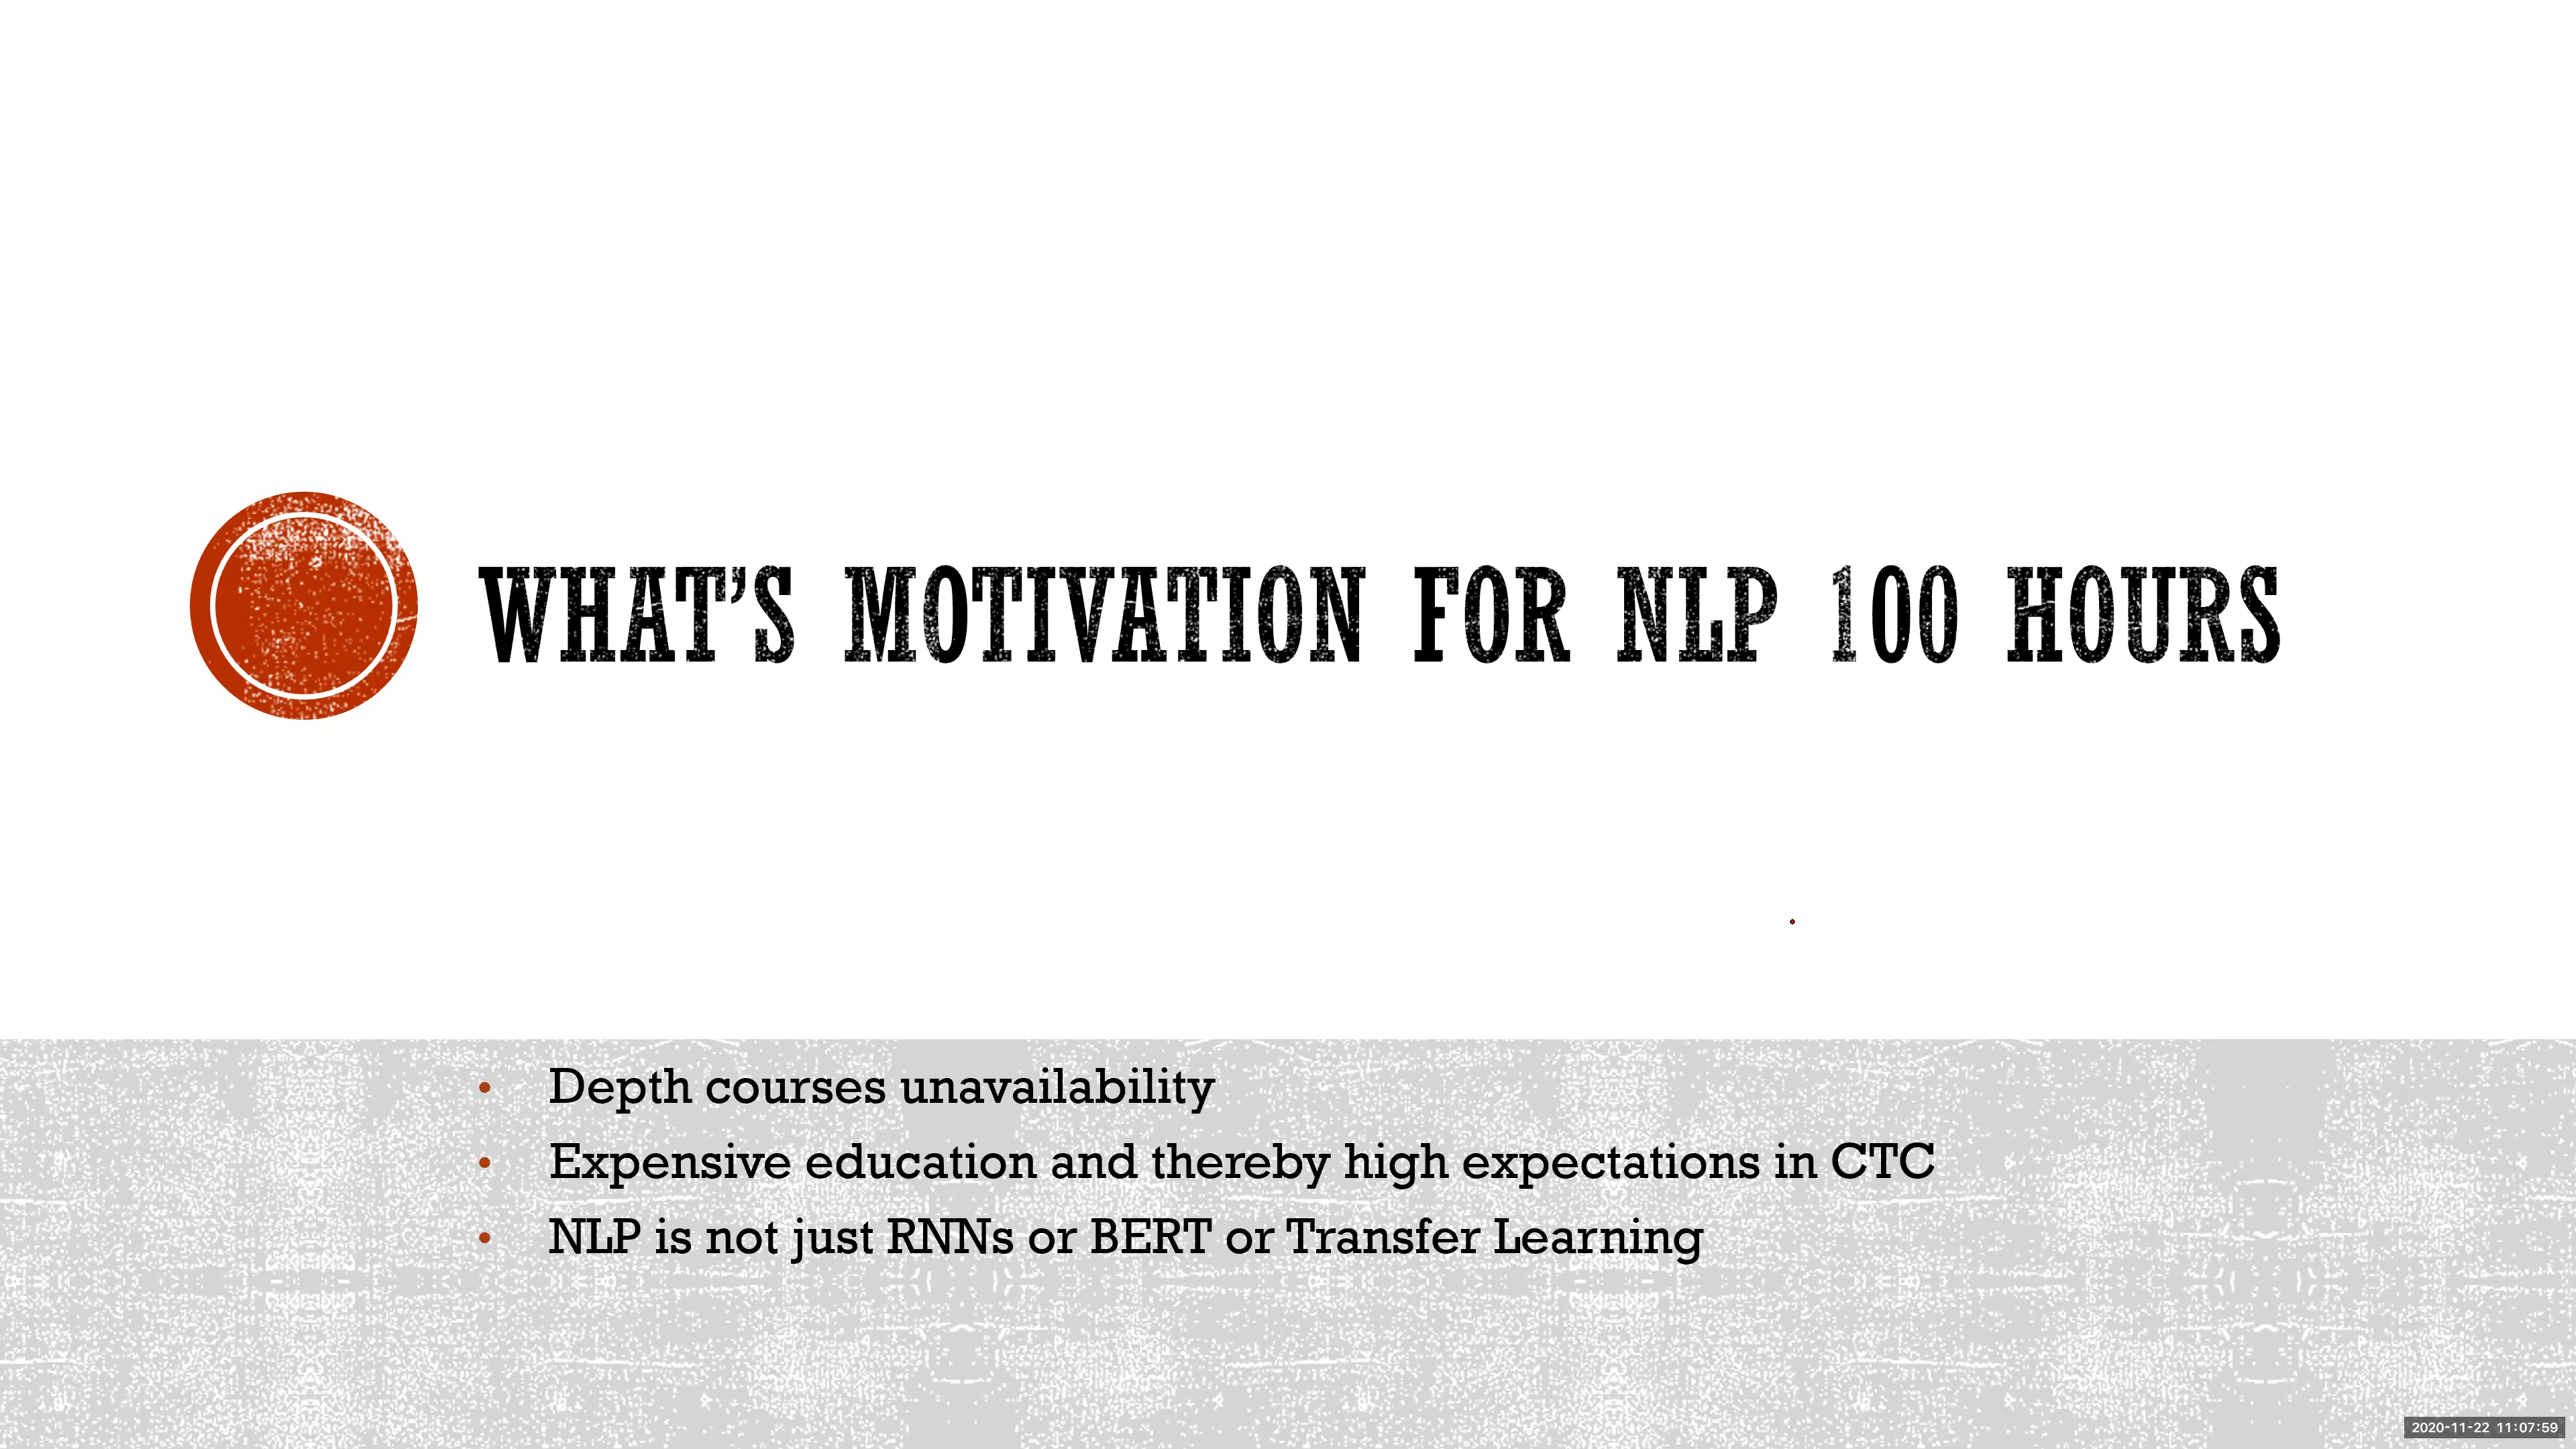 WHAT'S MOTIVATION FOR NLP 100 HOURS
• Depth courses unavailability
• Expensive education and thereby high expectations in CTC
• NLP is not just RNNs or BERT or Transfer Learning
2020-11-22 11:07:59